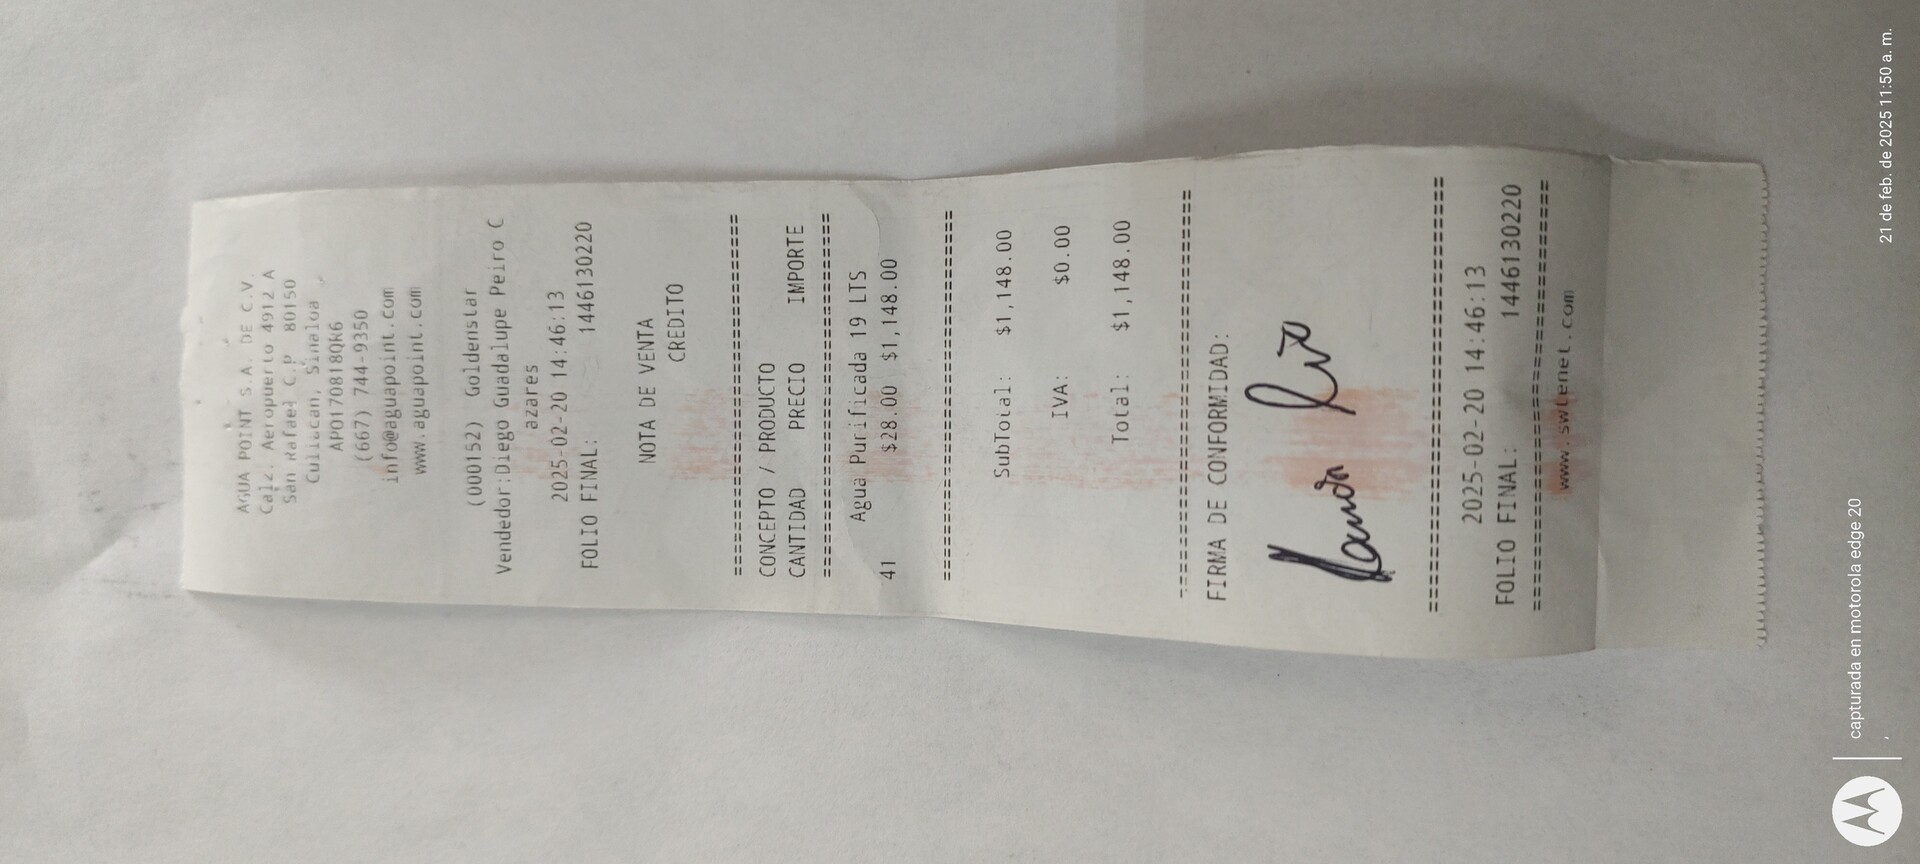 AGUA POINT S.A. DE C.V.
Calz. Aeropuerto 4912 A
San Rafael C.P 80150
Culiacan, Sinaloa
APO170818QK6
(667) 744-9350
info@aguapoint.com
www.aguapoint.com
(000152) Goldenstar
Vendedor:Diego Guadalupe Peiro C
azares
2025-02-20 14:46:13
FOLIO FINAL: 1446130220
NOTA DE VENTA
CREDITO
================================
CONCEPTO / PRODUCTO
CANTIDAD PRECIO IMPORTE
================================
Agua Purificada 19 LTS
41 $28.00 $1,148.00
================================
SubTotal: $1,148.00
IVA: $0.00
Total: $1,148.00
================================
FIRMA DE CONFORMIDAD:
================================
2025-02-20 14:46:13
FOLIO FINAL: 1446130220
================================
www.swtenet.com
capturada en motorola edge 20
,
21 de feb. de 2025 11:50 a. m.